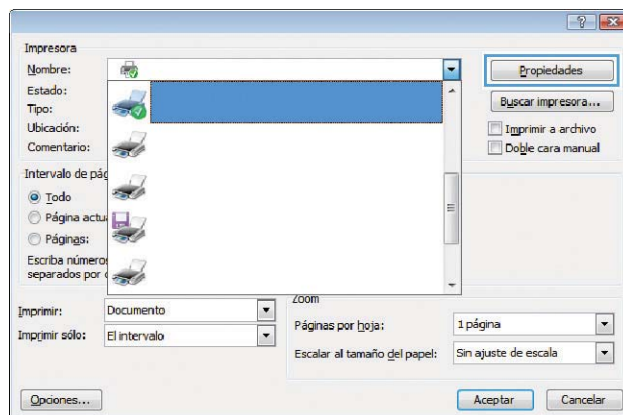 Impresora
Nombre:
Propiedades
Estado:
Tipo:
Buscar impresora...
Ubicación:
Imprimir a archivo
Comentario:
Doble cara manual
Intervalo de pág
Todo
Página actu
Páginas:
Escriba números
separados por
Imprimir:
Documento
Imprimir sólo:
El intervalo
Zoom
Páginas por hoja:
1 página
Escalar al tamaño del papel:
Sin ajuste de escala
Opciones...
Aceptar
Cancelar